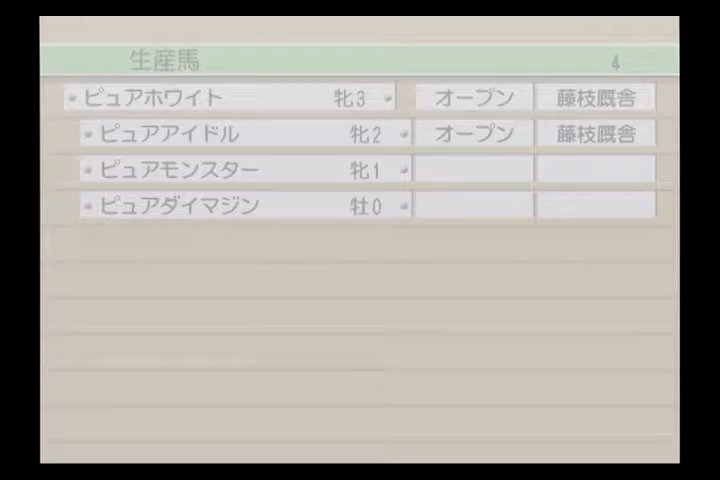 生産馬 4
ピュアホワイト 牝3 オープン 藤枝厩舎
ピュアアイドル 牝2 オープン 藤枝厩舎
ピュアモンスター 牝1
ピュアダイマジン 牡0